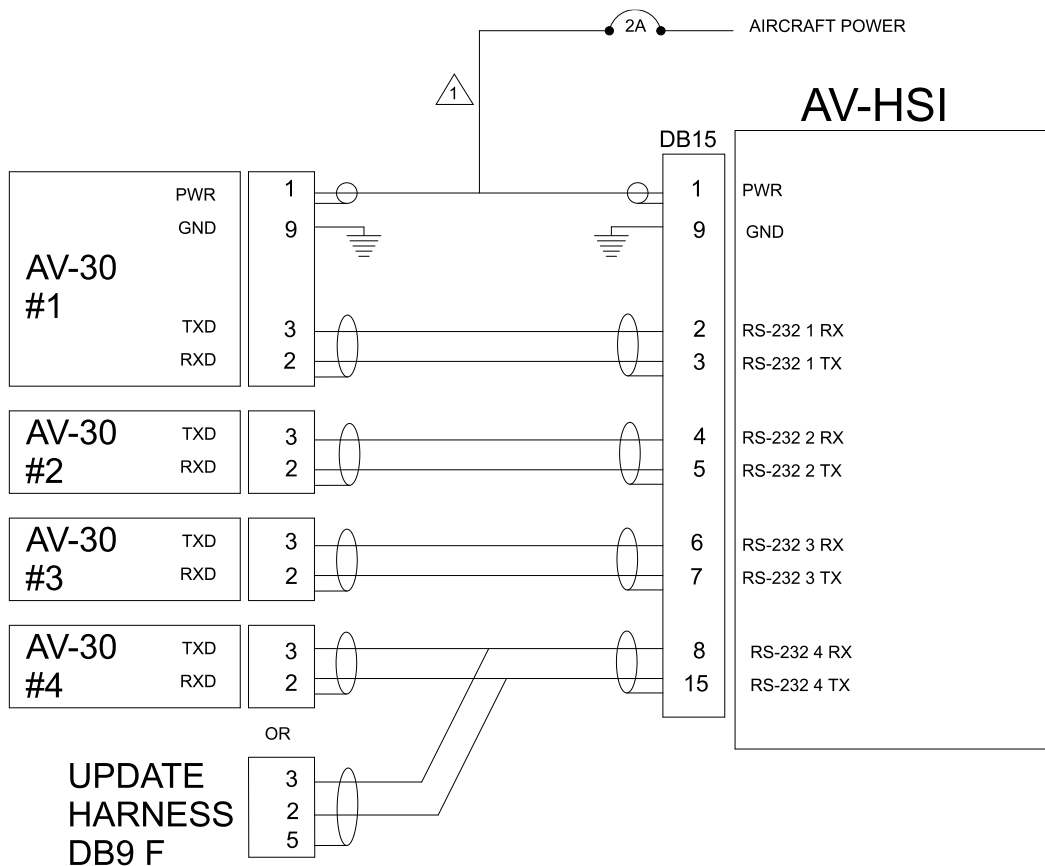 2A AIRCRAFT POWER
1
AV-HSI
DB15
PWR 1 1 PWR
GND 9 9 GND
AV-30
#1
TXD 3 2 RS-232 1 RX
RXD 2 3 RS-232 1 TX
AV-30
#2
TXD 3 4 RS-232 2 RX
RXD 2 5 RS-232 2 TX
AV-30
#3
TXD 3 6 RS-232 3 RX
RXD 2 7 RS-232 3 TX
AV-30
#4
TXD 3 8 RS-232 4 RX
RXD 2 15 RS-232 4 TX
OR
UPDATE
HARNESS
DB9 F
3
2
5